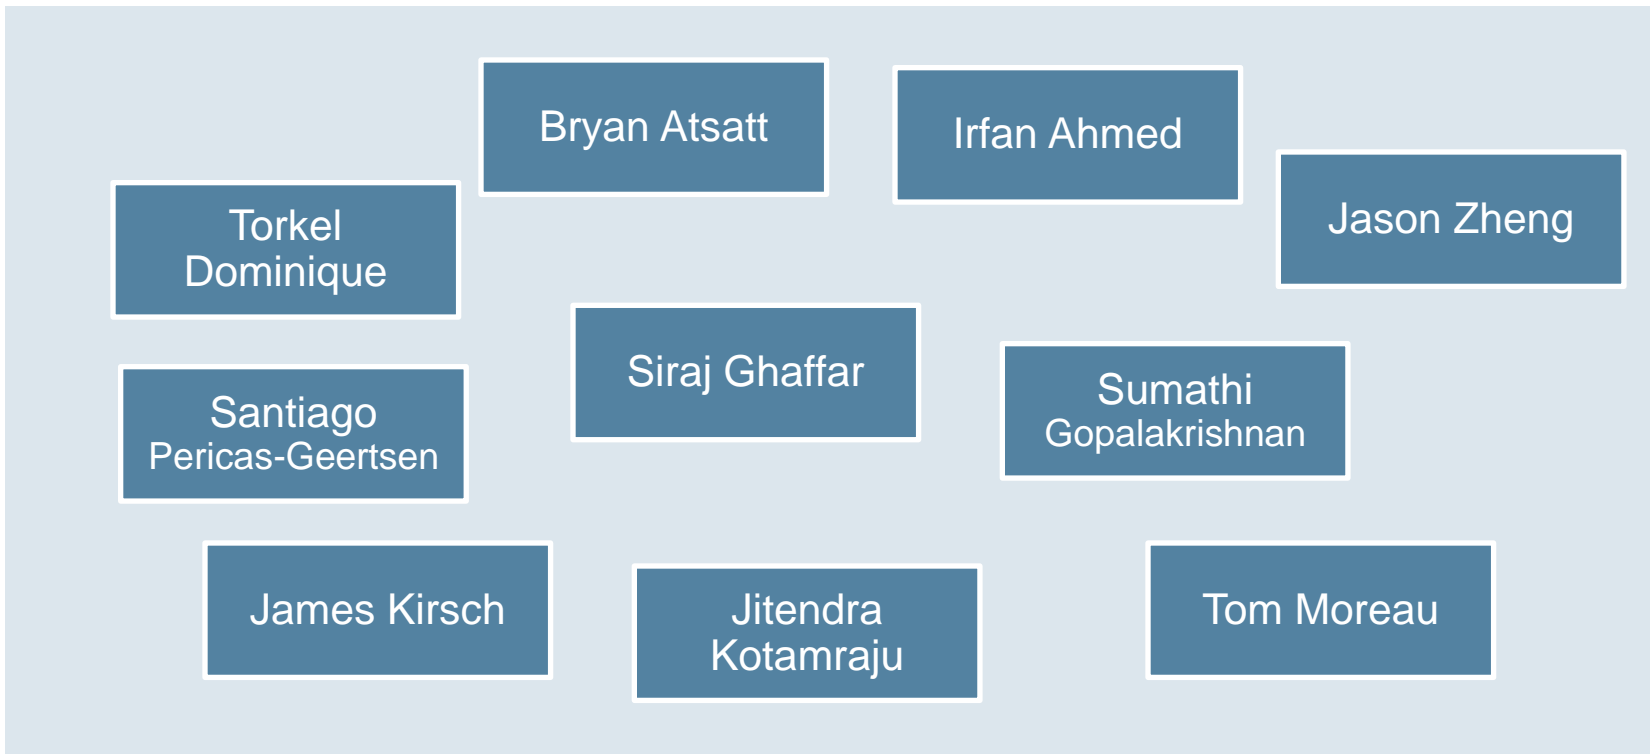 Bryan Atsatt
Irfan Ahmed
Jason Zheng
Torkel
Dominique
Siraj Ghaffar
Sumathi
Gopalakrishnan
Santiago
Pericas-Geertsen
James Kirsch
Jitendra
Kotamraju
Tom Moreau